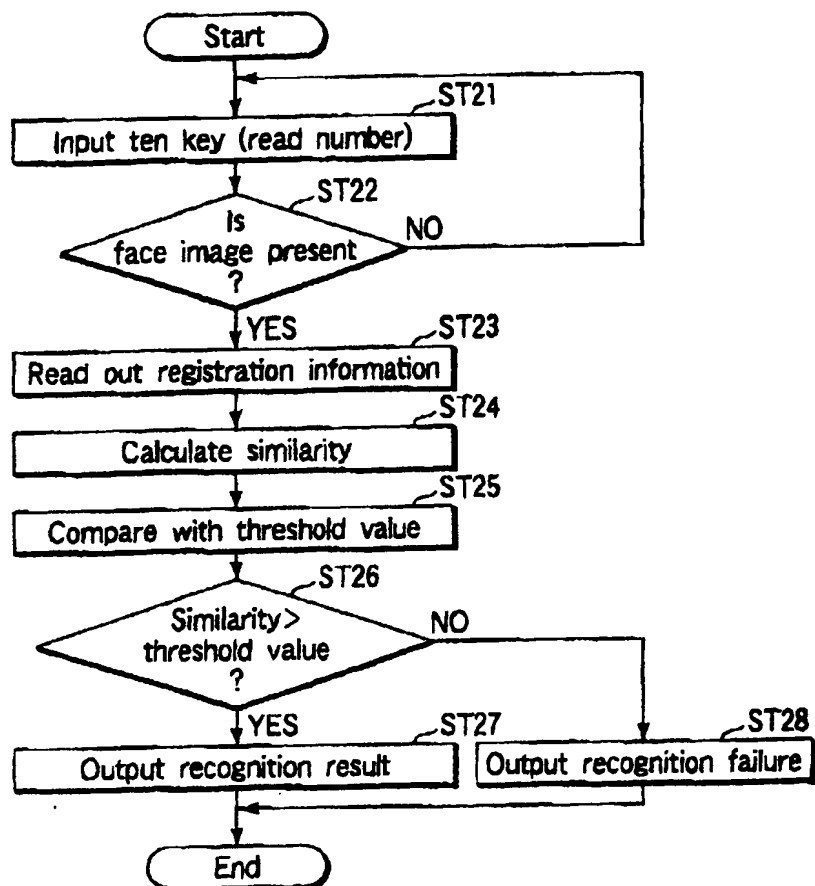 Start
ST21
Input ten key (read number)
ST22
Is
face image present
?
NO
YES
ST23
Read out registration information
ST24
Calculate similarity
ST25
Compare with threshold value
ST26
Similarity>
threshold value
?
NO
YES
ST27
Output recognition result
ST28
Output recognition failure
End